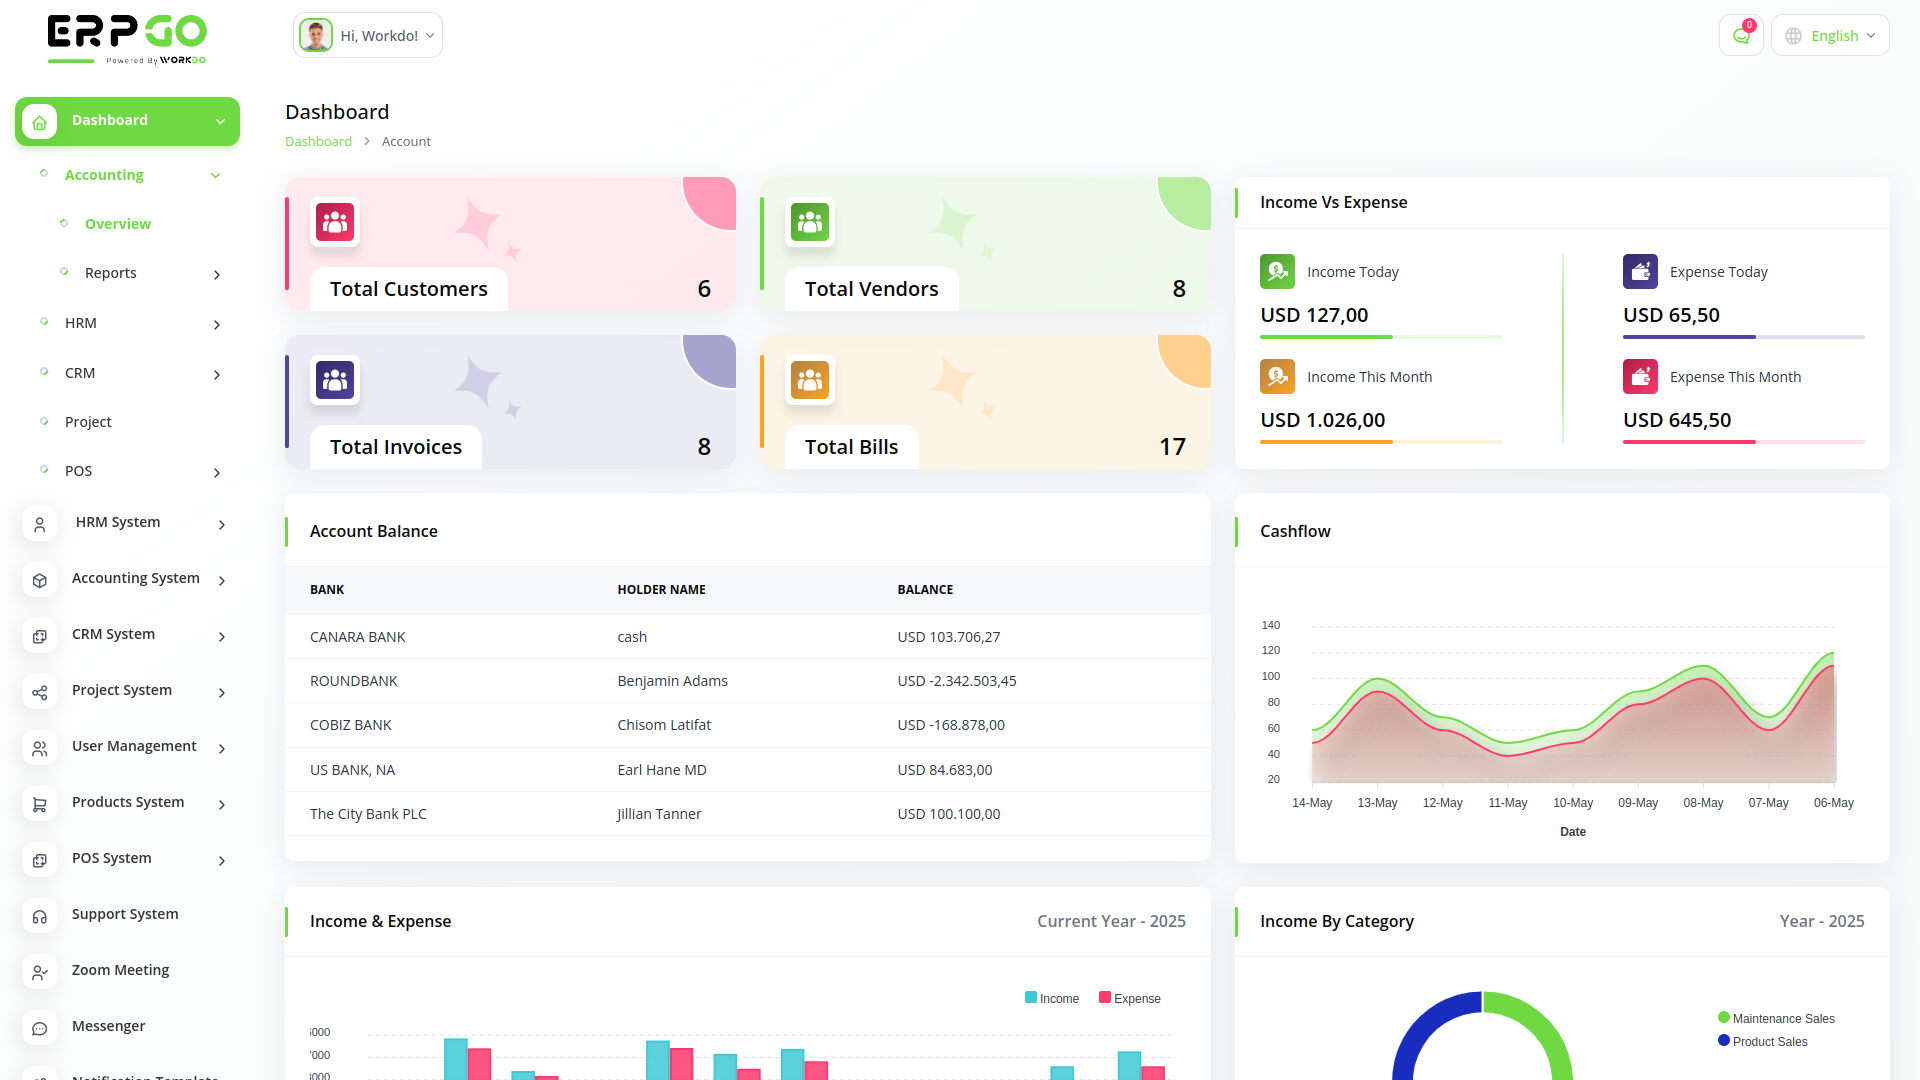 ERPGO
Powered By WORKDO
Hi, Workdo!
0
English
Dashboard
Accounting
Overview
Reports
HRM
CRM
Project
POS
HRM System
Accounting System
CRM System
Project System
User Management
Products System
POS System
Support System
Zoom Meeting
Messenger
Notification Template
Dashboard
Dashboard > Account
Total Customers 6
Total Vendors 8
Total Invoices 8
Total Bills 17
Income Vs Expense
Income Today
USD 127,00
Expense Today
USD 65,50
Income This Month
USD 1.026,00
Expense This Month
USD 645,50
Account Balance
BANK HOLDER NAME BALANCE
CANARA BANK cash USD 103.706,27
ROUNDBANK Benjamin Adams USD -2.342.503,45
COBIZ BANK Chisom Latifat USD -168.878,00
US BANK, NA Earl Hane MD USD 84.683,00
The City Bank PLC Jillian Tanner USD 100.100,00
Cashflow
140
120
100
80
60
40
20
14-May 13-May 12-May 11-May 10-May 09-May 08-May 07-May 06-May
Date
Income & Expense Current Year - 2025
Income Expense
Income By Category Year - 2025
Maintenance Sales
Product Sales